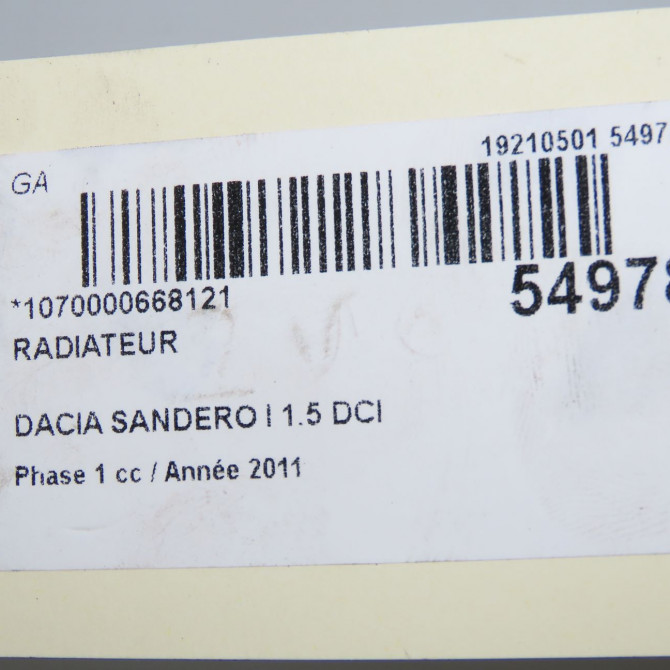 19210501 5497
GA
*1070000668121
54978
RADIATEUR
DACIA SANDERO I 1.5 DCI
Phase 1 cc / Année 2011